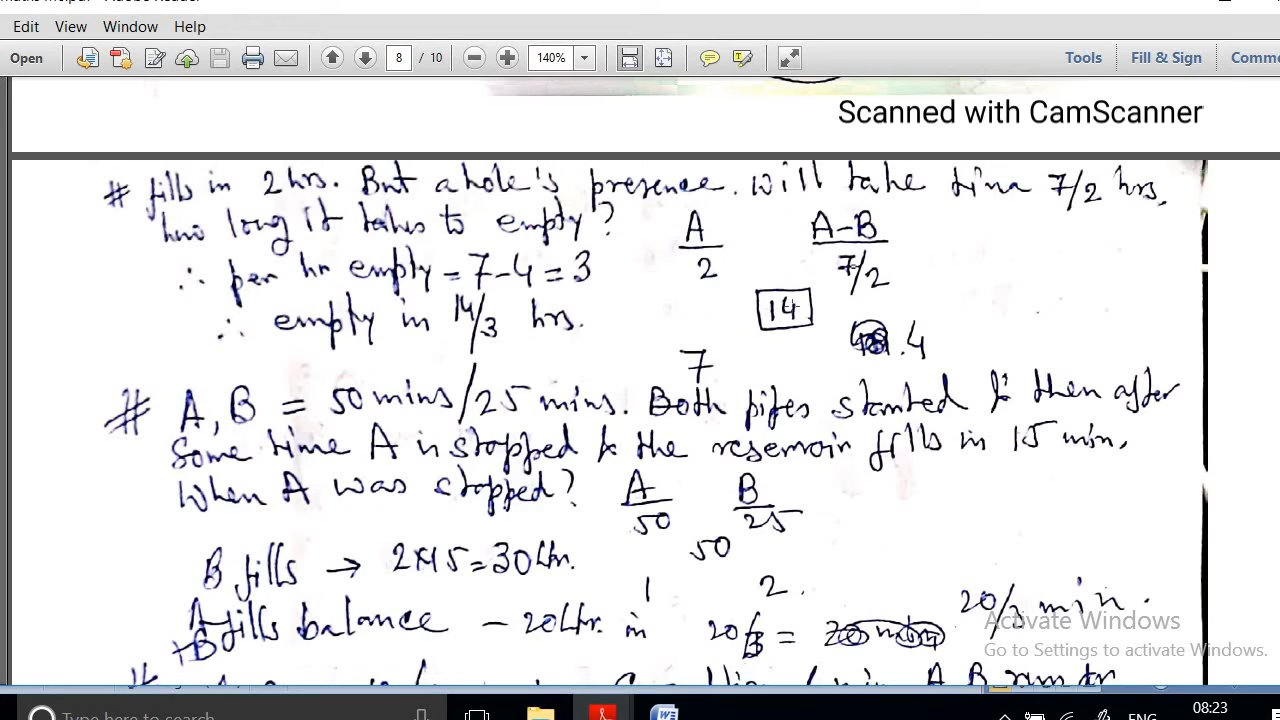 Edit View Window Help
Open 8 / 10 140% Tools Fill & Sign Comme
Scanned with CamScanner
# fills in 2 hrs. But a hole's presence. Will take time 7/2 hrs,
how long it takes to empty? A/2 A-B/7/2
∴ per hr empty = 7-4 = 3
14
∴ empty in 14/3 hrs.
.4
7
# A, B = 50 mins/25 mins. Both pipes started & then after
some time A is stopped & the reservoir fills in 15 min.
When A was stopped? A/50 B/25
50
B fills → 2×15 = 30 Ltr.
1 2
A fills balance - 20 Ltr. in 20/3 = 20/3 min.
+B
Activate Windows
Go to Settings to activate Windows.
Type here to search
ENG
08:23